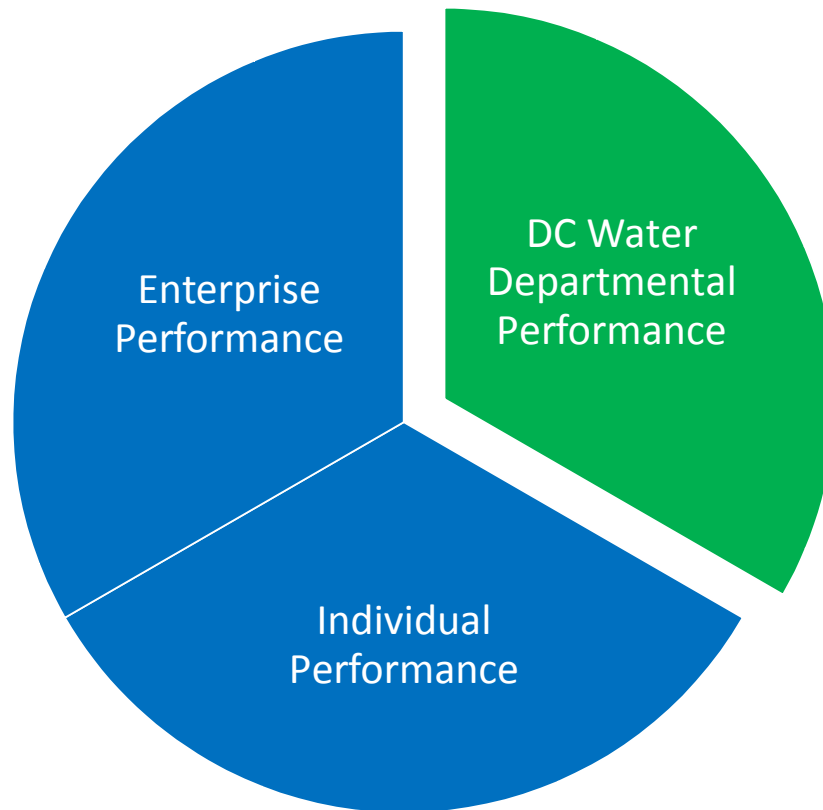 Enterprise
Performance
DC Water
Departmental
Performance
Individual
Performance